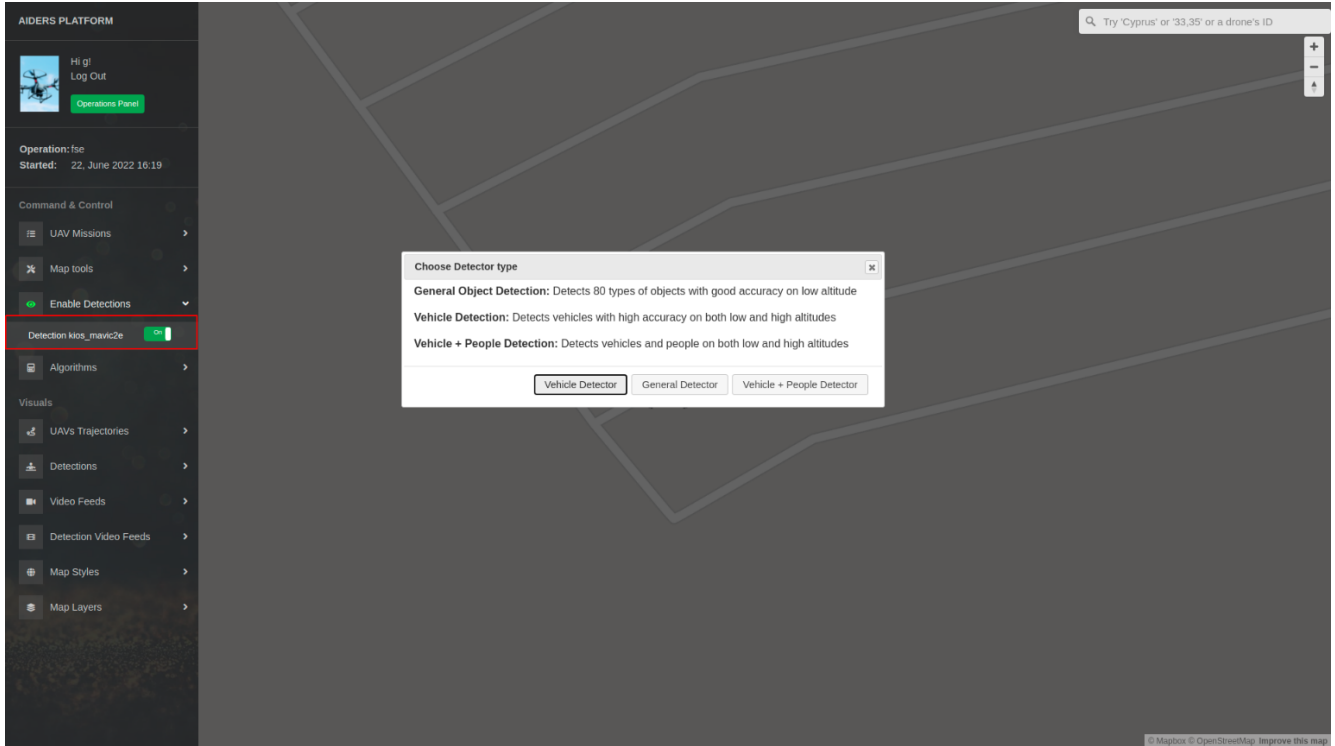 AIDERS PLATFORM
Hi g!
Log Out
Operations Panel
Operation: fse
Started: 22, June 2022 16:19
Command & Control
UAV Missions
Map tools
Enable Detections
Detection kios_mavic2e On
Algorithms
Visuals
UAVs Trajectories
Detections
Video Feeds
Detection Video Feeds
Map Styles
Map Layers
Try 'Cyprus' or '33,35' or a drone's ID
Choose Detector type
General Object Detection: Detects 80 types of objects with good accuracy on low altitude
Vehicle Detection: Detects vehicles with high accuracy on both low and high altitudes
Vehicle + People Detection: Detects vehicles and people on both low and high altitudes
Vehicle Detector General Detector Vehicle + People Detector
© Mapbox © OpenStreetMap Improve this map